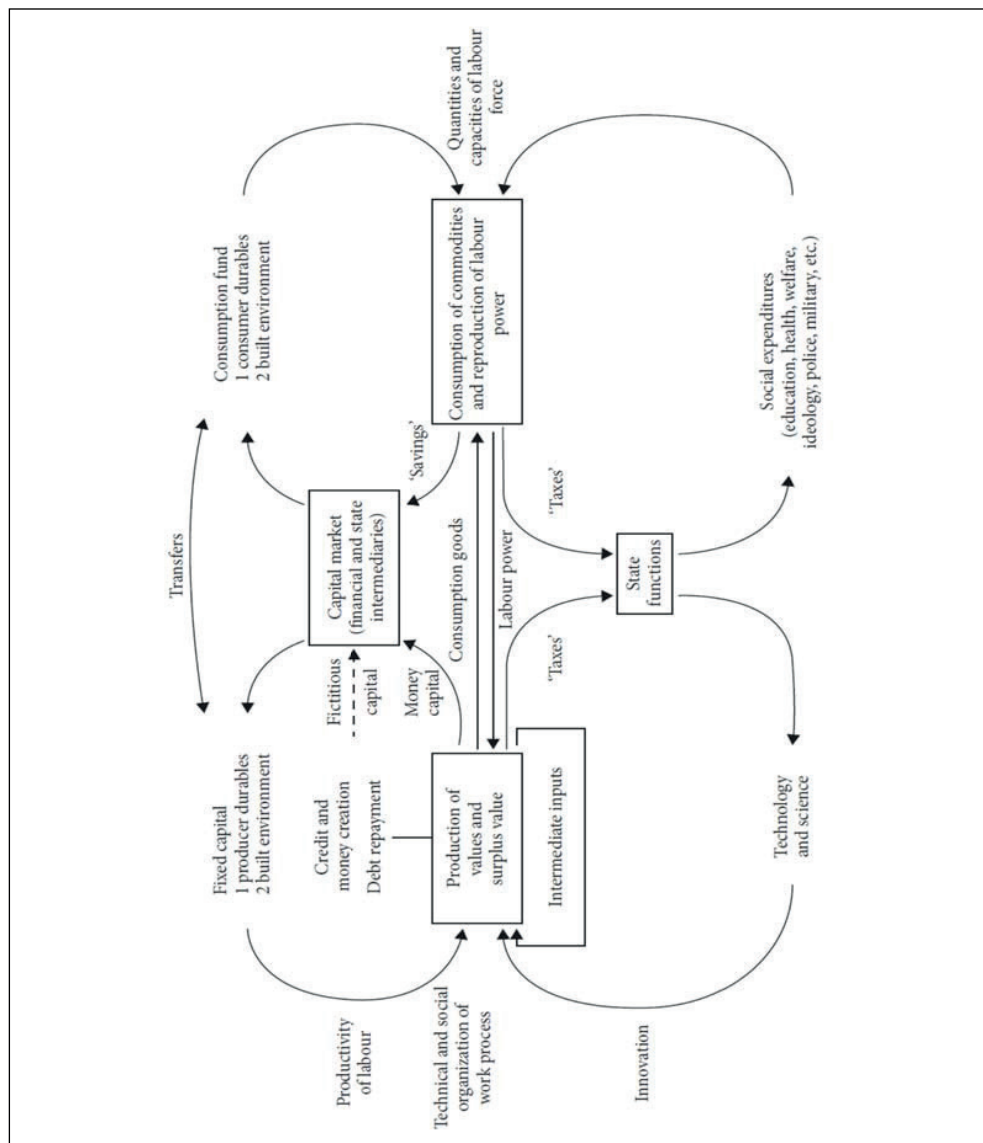 Transfers
Fixed capital
1 producer durables
2 built environment
Consumption fund
1 consumer durables
2 built environment
Capital market
(financial and state
intermediaries)
Credit and
money creation
Debt repayment
Fictitious
capital
Money
capital
‘Savings’
Productivity
of labour
Quantities and
capacities of labour
force
Technical and social
organization of
work process
Production of
values and
surplus value
Consumption goods
Labour power
Consumption of commodities
and reproduction of labour
power
Intermediate inputs
‘Taxes’
‘Taxes’
State
functions
Innovation
Technology
and science
Social expenditures
(education, health, welfare,
ideology, police, military, etc.)